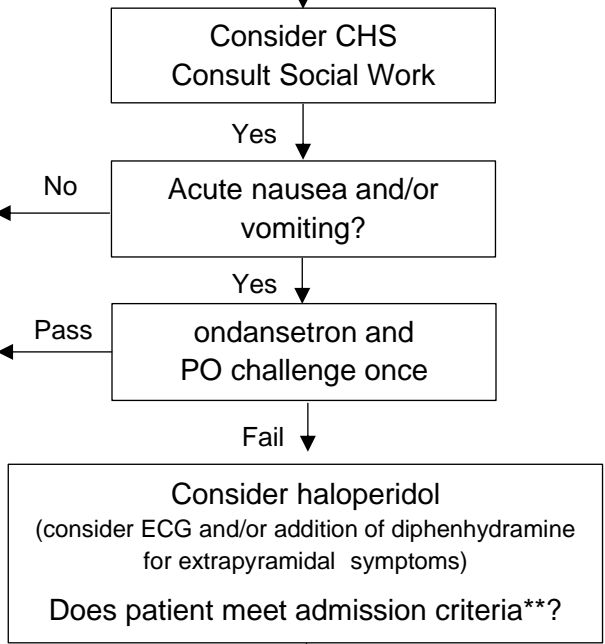 Consider CHS
Consult Social Work
Yes
No
Acute nausea and/or
vomiting?
Yes
Pass
ondansetron and
PO challenge once
Fail
Consider haloperidol
(consider ECG and/or addition of diphenhydramine
for extrapyramidal symptoms)
Does patient meet admission criteria**?